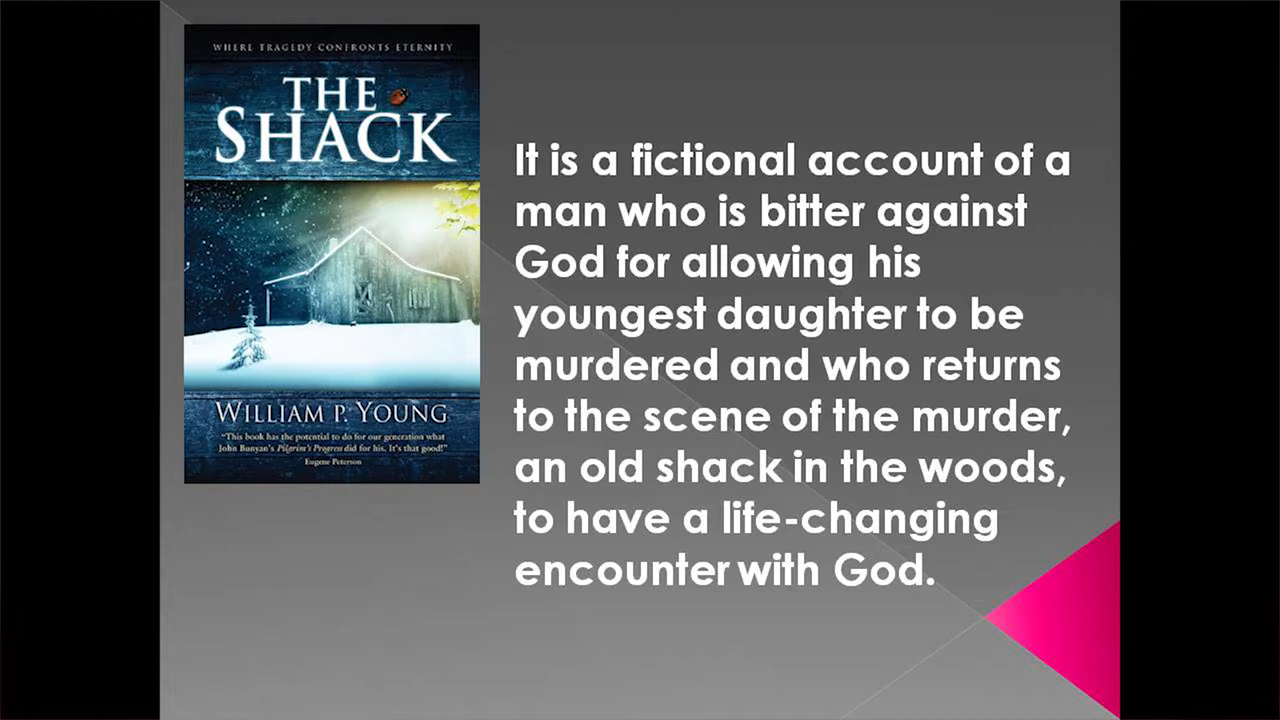 WHERE TRAGEDY CONFRONTS ETERNITY
THE
SHACK
WILLIAM P. YOUNG
"This book has the potential to do for our generation what
John Bunyan's Pilgrim's Progress did for his. It's that good!"
Eugene Peterson
It is a fictional account of a
man who is bitter against
God for allowing his
youngest daughter to be
murdered and who returns
to the scene of the murder,
an old shack in the woods,
to have a life-changing
encounter with God.